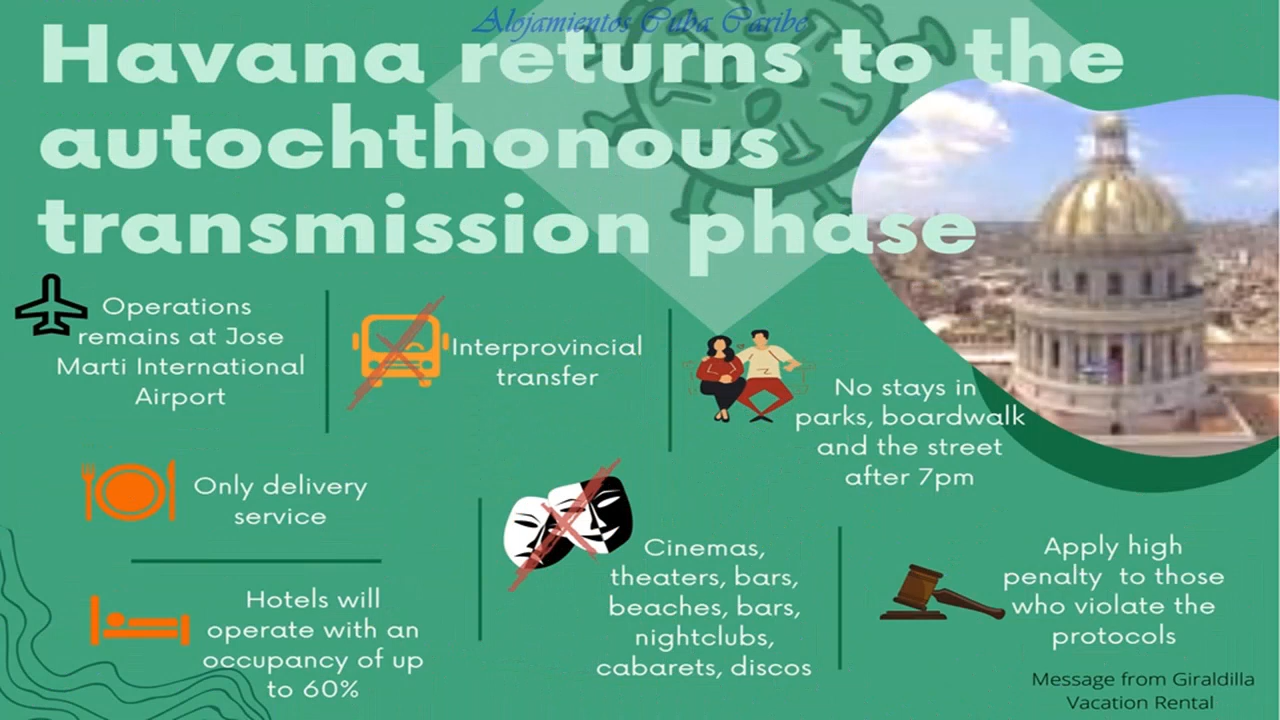 Alojamientos Cuba Caribe
Havana returns to the
autochthonous
transmission phase
Operations
remains at Jose
Marti International
Airport
Interprovincial
transfer
No stays in
parks, boardwalk
and the street
after 7pm
Only delivery
service
Hotels will
operate with an
occupancy of up
to 60%
Cinemas,
theaters, bars,
beaches, bars,
nightclubs,
cabarets, discos
Apply high
penalty to those
who violate the
protocols
Message from Giraldilla
Vacation Rental